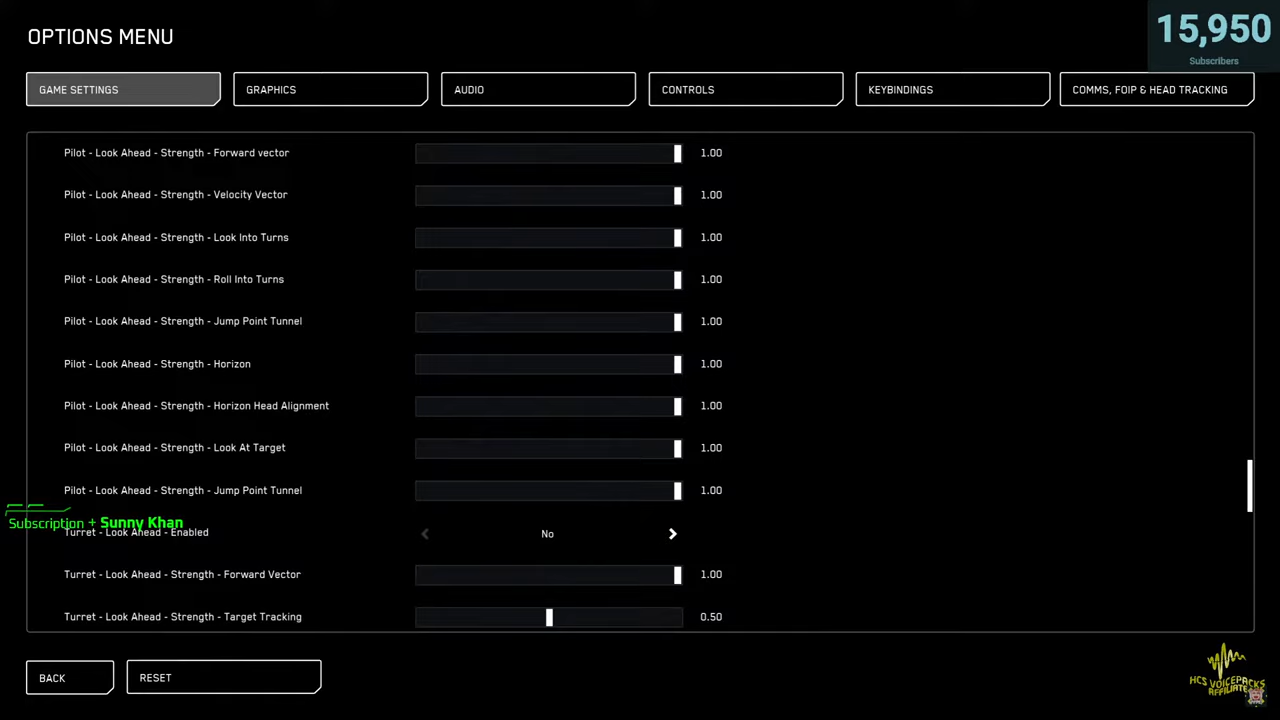 OPTIONS MENU
15,950
Subscribers
GAME SETTINGS
GRAPHICS
AUDIO
CONTROLS
KEYBINDINGS
COMMS, FOIP & HEAD TRACKING
Pilot - Look Ahead - Strength - Forward vector 1.00
Pilot - Look Ahead - Strength - Velocity Vector 1.00
Pilot - Look Ahead - Strength - Look Into Turns 1.00
Pilot - Look Ahead - Strength - Roll Into Turns 1.00
Pilot - Look Ahead - Strength - Jump Point Tunnel 1.00
Pilot - Look Ahead - Strength - Horizon 1.00
Pilot - Look Ahead - Strength - Horizon Head Alignment 1.00
Pilot - Look Ahead - Strength - Look At Target 1.00
Pilot - Look Ahead - Strength - Jump Point Tunnel 1.00
Subscription + Sunny Khan
Turret - Look Ahead - Enabled No
Turret - Look Ahead - Strength - Forward Vector 1.00
Turret - Look Ahead - Strength - Target Tracking 0.50
BACK
RESET
HCS VOICEPACKS
AFFILIATE